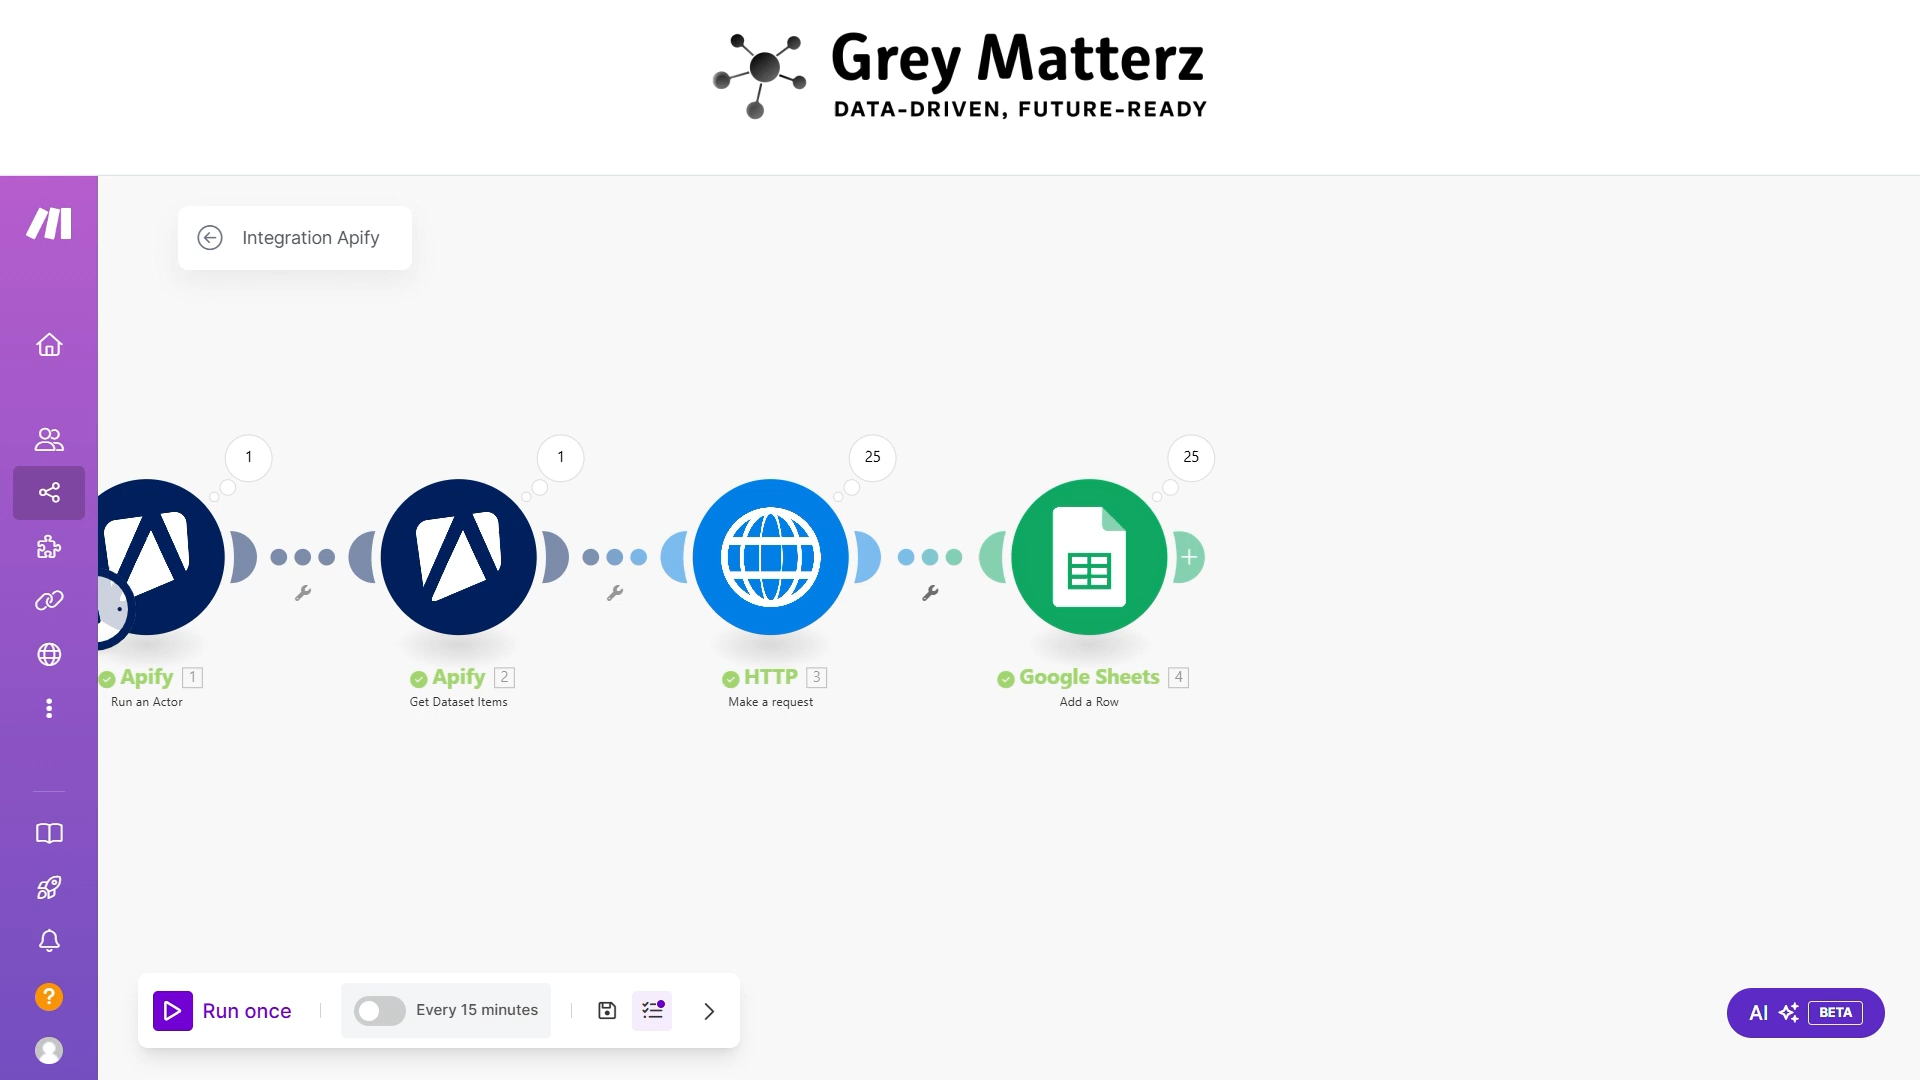 Grey Matterz
DATA-DRIVEN, FUTURE-READY
Integration Apify
1
1
25
25
Apify 1
Run an Actor
Apify 2
Get Dataset Items
HTTP 3
Make a request
Google Sheets 4
Add a Row
?
Run once
Every 15 minutes
AI BETA